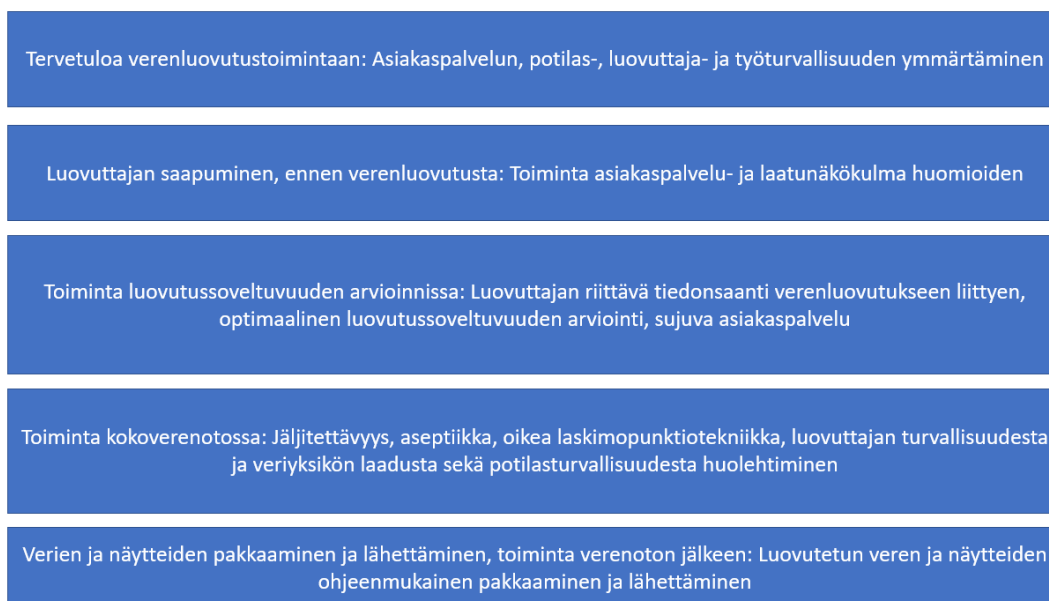 Tervetuloa verenluovutustoimintaan: Asiakaspalvelun, potilas-, luovuttaja- ja työturvallisuuden ymmärtäminen
Luovuttajan saapuminen, ennen verenluovutusta: Toiminta asiakaspalvelu- ja laatunäkökulma huomioiden
Toiminta luovutussoveltuvuuden arvioinnissa: Luovuttajan riittävä tiedonsaanti verenluovutukseen liittyen,
optimaalinen luovutussoveltuvuuden arviointi, sujuva asiakaspalvelu
Toiminta kokoverenotossa: Jäljitettävyys, aseptiikka, oikea laskimopunktiotekniikka, luovuttajan turvallisuudesta
ja veriyksikön laadusta sekä potilasturvallisuudesta huolehtiminen
Verien ja näytteiden pakkaaminen ja lähettäminen, toiminta verenoton jälkeen: Luovutetun veren ja näytteiden
ohjeenmukainen pakkaaminen ja lähettäminen